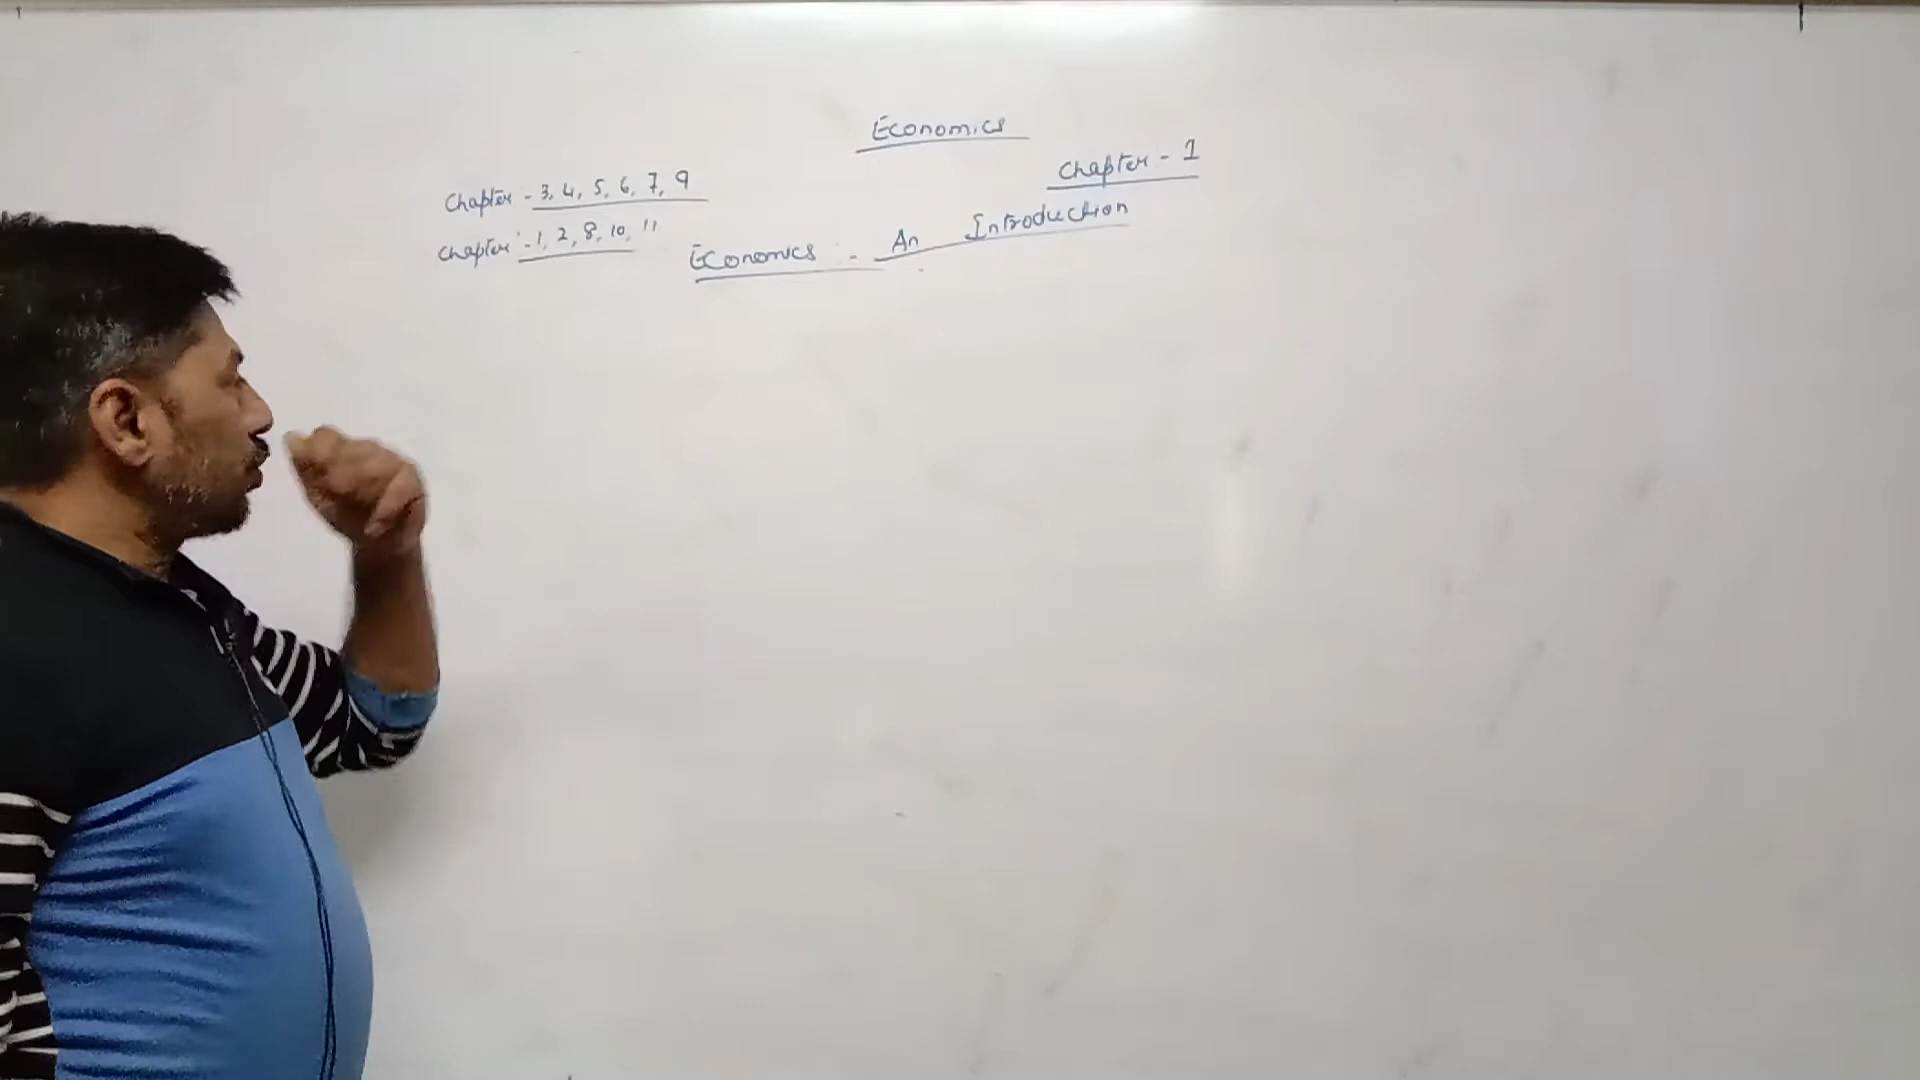 Economics
Chapter - 1
Chapter - 3, 4, 5, 6, 7, 9
Chapter - 1, 2, 8, 10, 11
Economics - An Introduction